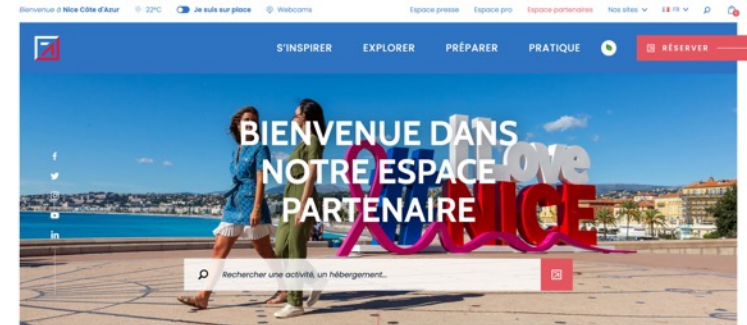 Bienvenue à Nice Côte d'Azur 22°C Je suis sur place Webcams Espace presse Espace pro Espace partenaires Nos sites FR
S'INSPIRER EXPLORER PRÉPARER PRATIQUE RÉSERVER
BIENVENUE DANS
NOTRE ESPACE
PARTENAIRE
#I Love
NICE
Rechercher une activité, un hébergement...